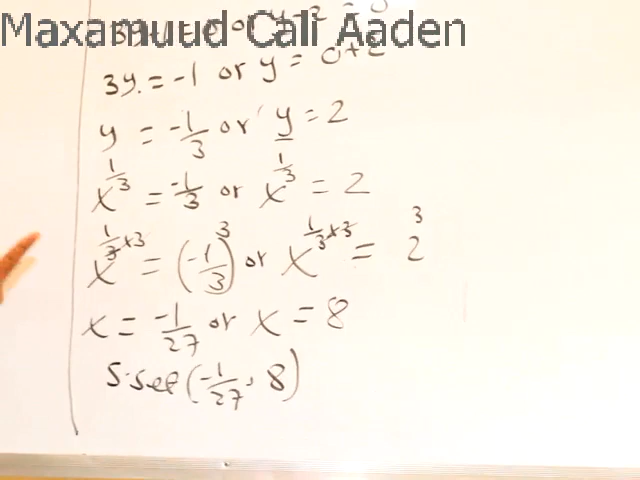 Maxamuud Cali Aaden
3y = -1 or y = 0+2
y = -1/3 or y = 2
x^1/3 = -1/3 or x^1/3 = 2
x^1/3×3 = (-1/3)^3 or x^1/3×3 = 2^3
x = -1/27 or x = 8
S.Set (-1/27, 8)